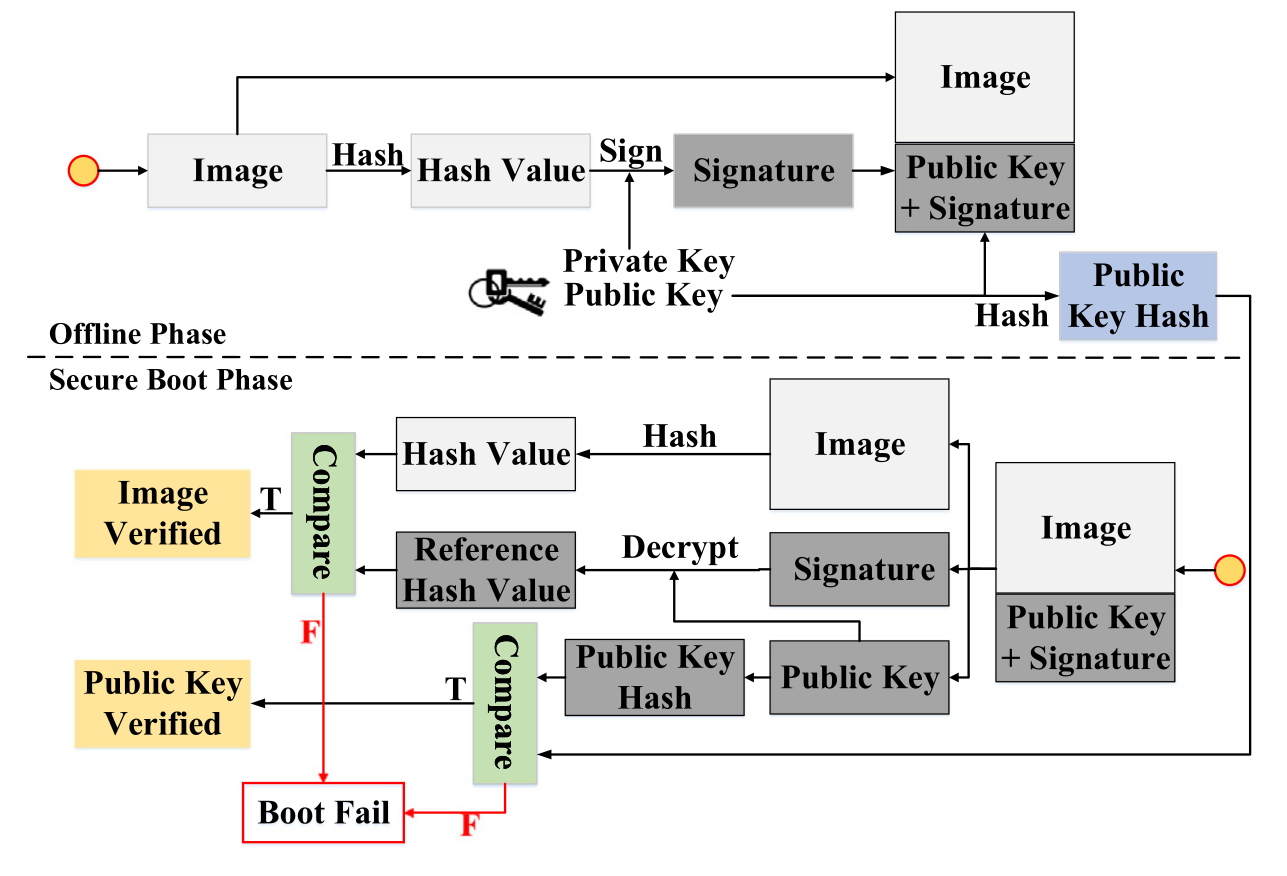 Image
Image
Hash
Hash Value
Sign
Signature
Public Key
+ Signature
Private Key
Public Key
Hash
Public
Key Hash
Offline Phase
Secure Boot Phase
Image
Hash
Hash Value
Compare
T
Image
Verified
Image
Public Key
+ Signature
Signature
Decrypt
Reference
Hash Value
F
Public Key
Public Key
Hash
Compare
T
Public Key
Verified
Boot Fail
F